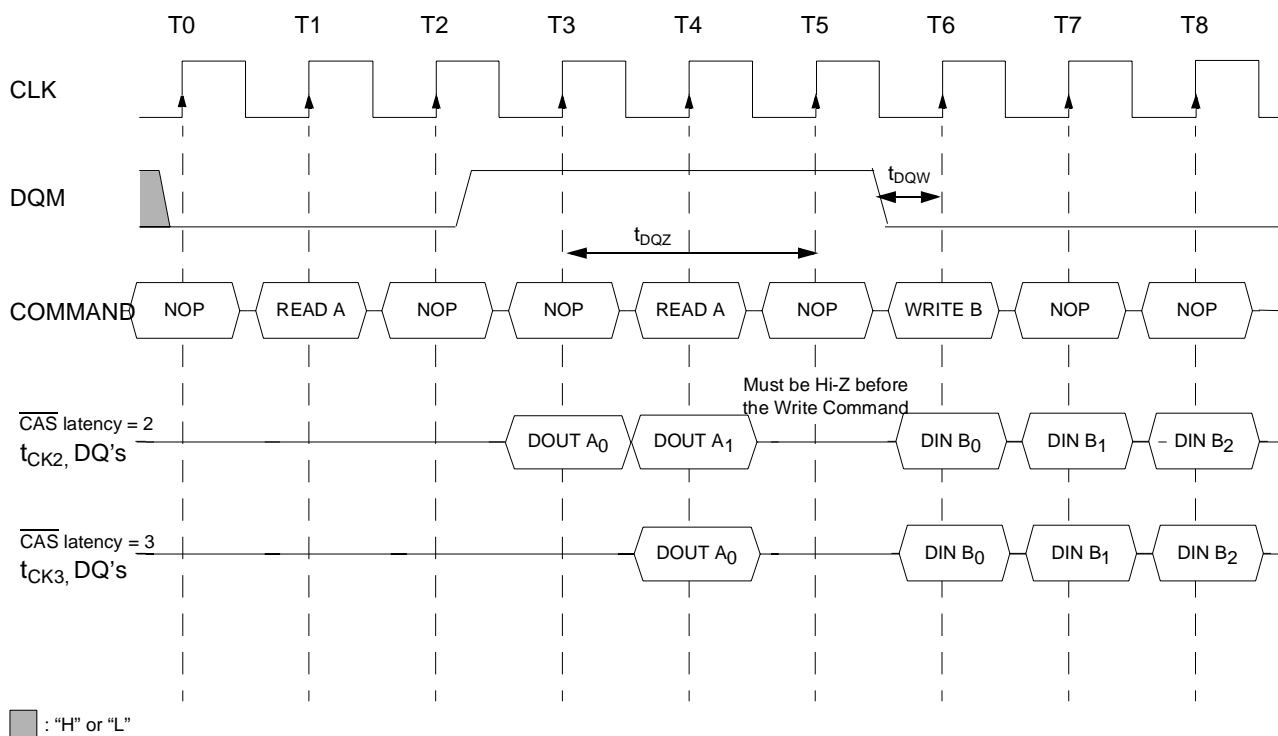 T0 T1 T2 T3 T4 T5 T6 T7 T8
CLK
DQM
tDQW
tDQZ
COMMAND NOP READ A NOP NOP READ A NOP WRITE B NOP NOP
Must be Hi-Z before
the Write Command
CAS latency = 2
tCK2, DQ’s
DOUT A0 DOUT A1 DIN B0 DIN B1 DIN B2
CAS latency = 3
tCK3, DQ’s
DOUT A0 DIN B0 DIN B1 DIN B2
: “H” or “L”